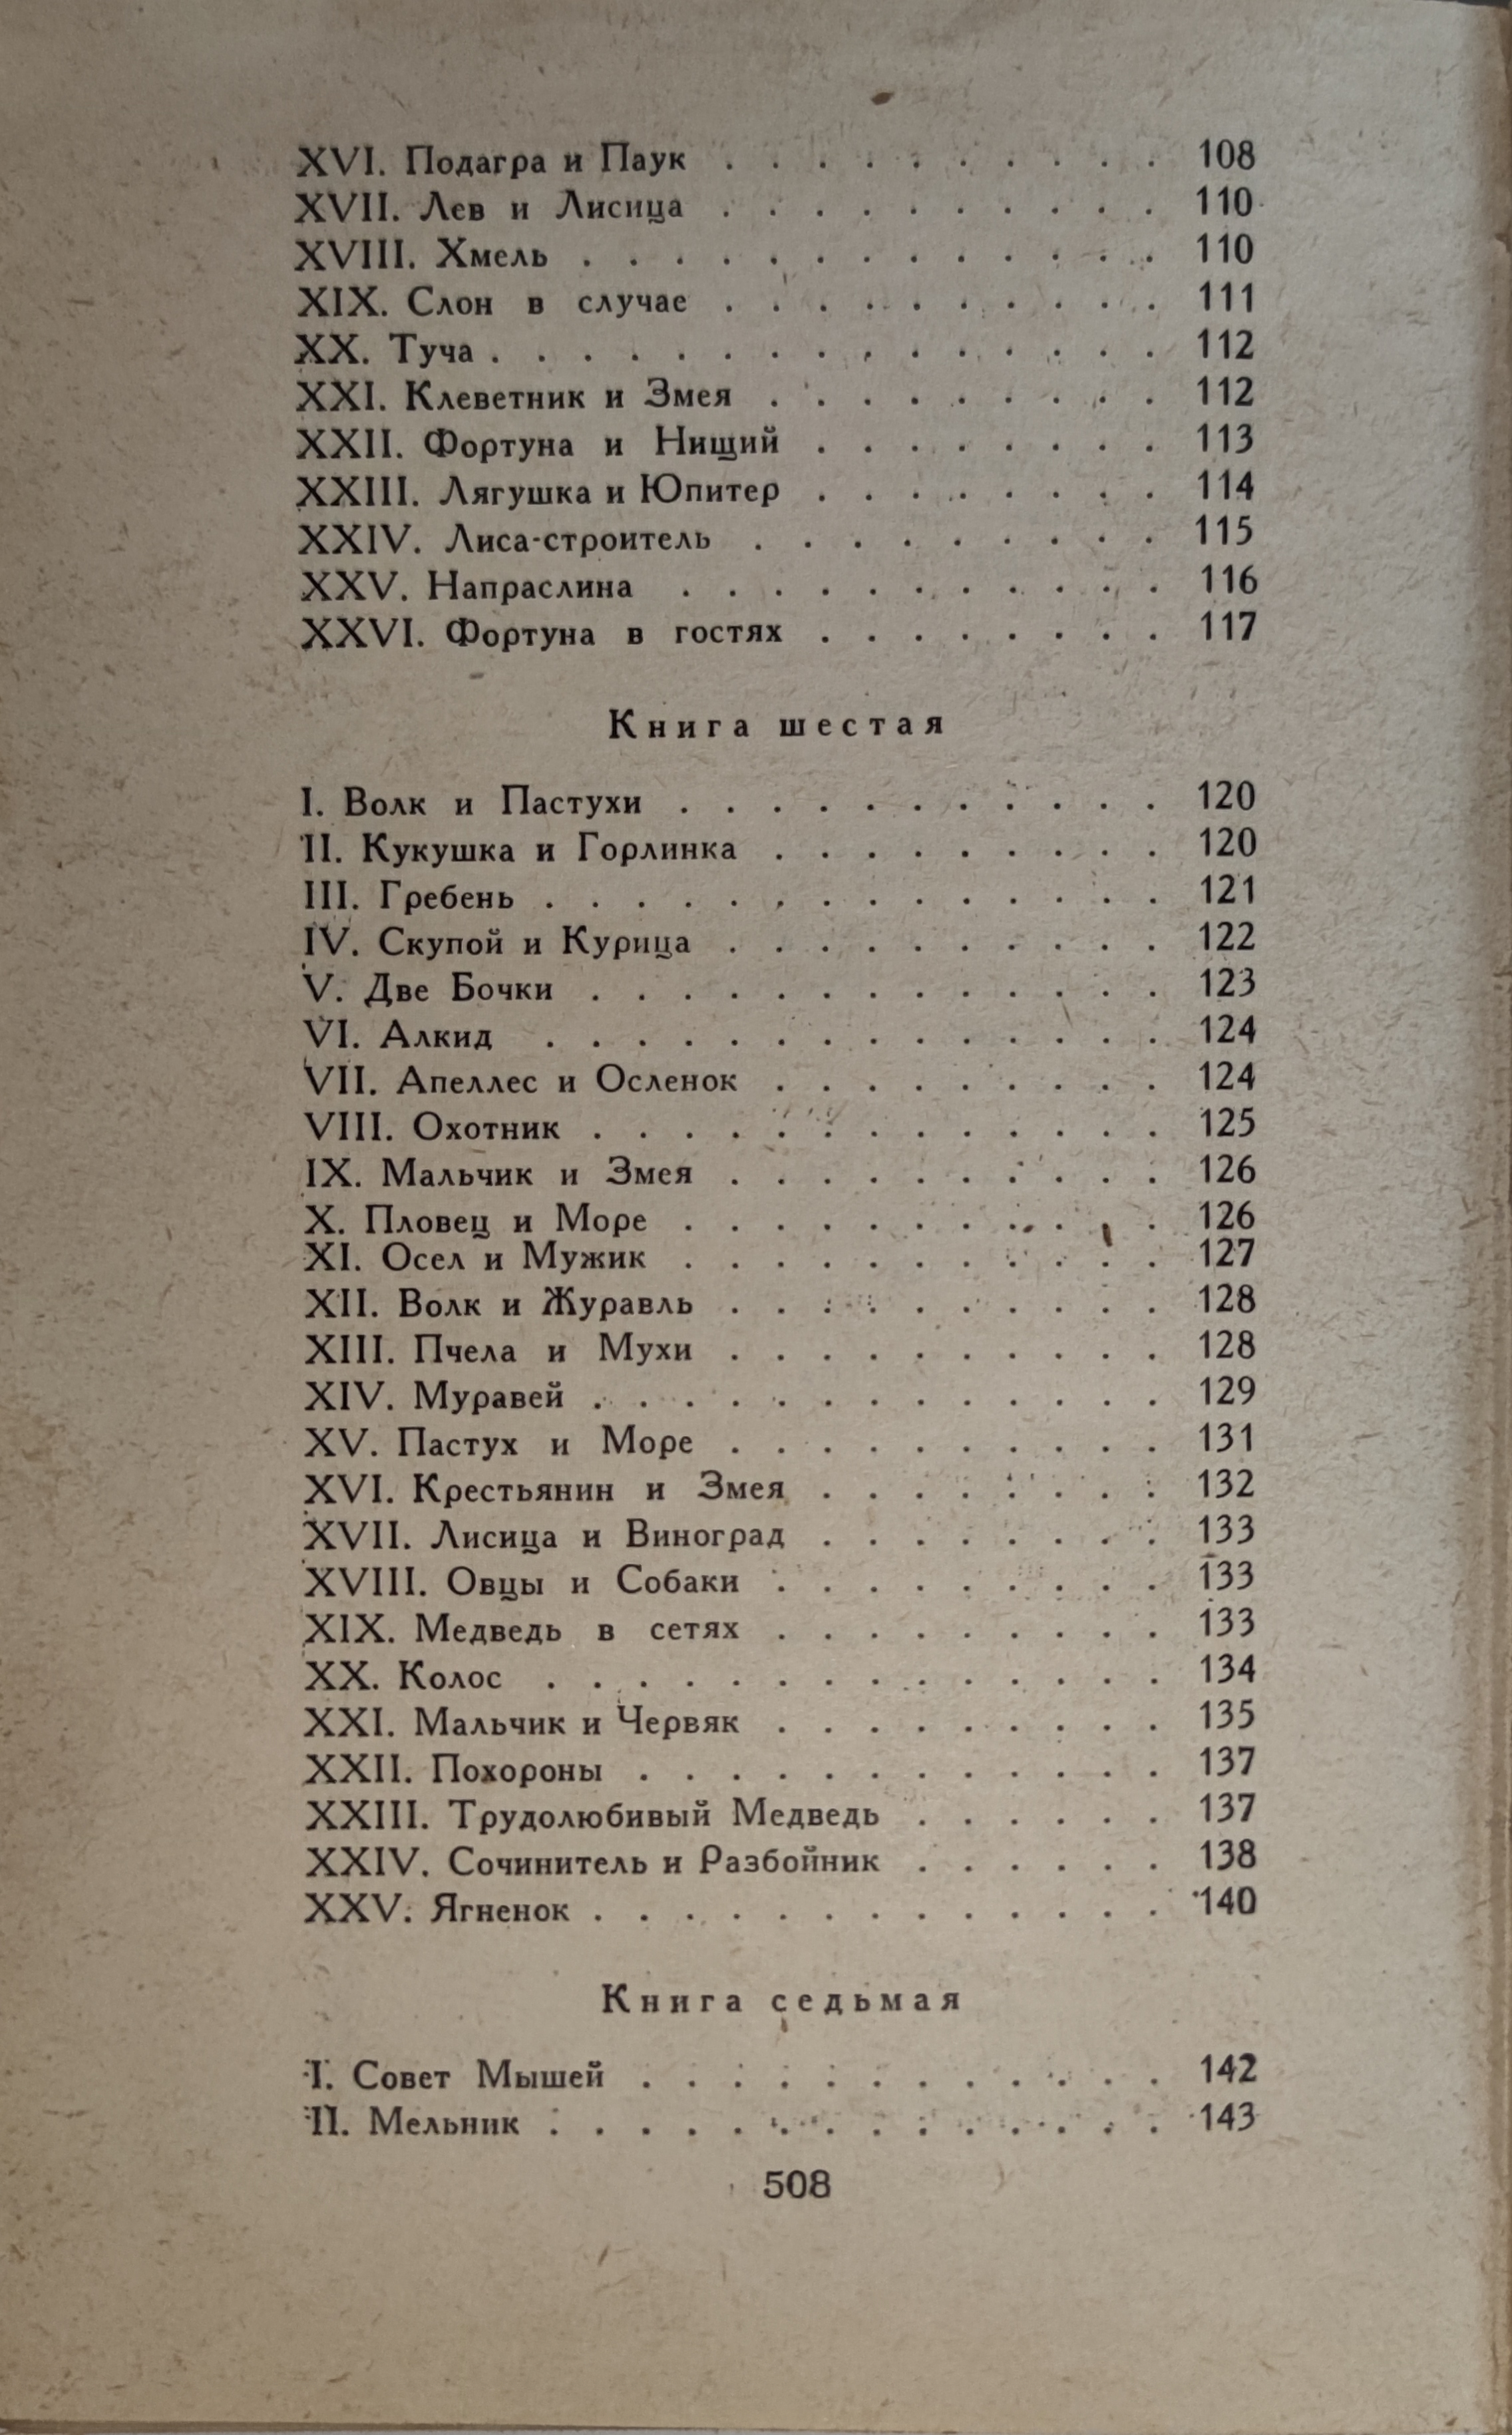 XVI. Подагра и Паук . . . . . . . . . . 108
XVII. Лев и Лисица . . . . . . . . . . 110
XVIII. Хмель . . . . . . . . . . . . . 110
XIX. Слон в случае . . . . . . . . . . 111
XX. Туча . . . . . . . . . . . . . . . 112
XXI. Клеветник и Змея . . . . . . . . . 112
XXII. Фортуна и Нищий . . . . . . . . 113
XXIII. Лягушка и Юпитер . . . . . . . . 114
XXIV. Лиса-строитель . . . . . . . . . 115
XXV. Напраслина . . . . . . . . . . . 116
XXVI. Фортуна в гостях . . . . . . . . 117
Книга шестая
I. Волк и Пастухи . . . . . . . . . . . 120
II. Кукушка и Горлинка . . . . . . . . . 120
III. Гребень . . . . . . . . . . . . . . 121
IV. Скупой и Курица . . . . . . . . . . 122
V. Две Бочки . . . . . . . . . . . . . 123
VI. Алкид . . . . . . . . . . . . . . 124
VII. Апеллес и Осленок . . . . . . . . . 124
VIII. Охотник . . . . . . . . . . . . . 125
IX. Мальчик и Змея . . . . . . . . . . 126
X. Пловец и Море . . . . . . . . . . . 126
XI. Осел и Мужик . . . . . . . . . . . 127
XII. Волк и Журавль . . . . . . . . . . 128
XIII. Пчела и Мухи . . . . . . . . . . 128
XIV. Муравей . . . . . . . . . . . . . 129
XV. Пастух и Море . . . . . . . . . . 131
XVI. Крестьянин и Змея . . . . . . . . 132
XVII. Лисица и Виноград . . . . . . . . 133
XVIII. Овцы и Собаки . . . . . . . . . 133
XIX. Медведь в сетях . . . . . . . . . 133
XX. Колос . . . . . . . . . . . . . . 134
XXI. Мальчик и Червяк . . . . . . . . . 135
XXII. Похороны . . . . . . . . . . . . 137
XXIII. Трудолюбивый Медведь . . . . . . 137
XXIV. Сочинитель и Разбойник . . . . . . 138
XXV. Ягненок . . . . . . . . . . . . . 140
Книга седьмая
I. Совет Мышей . . . . . . . . . . . . 142
II. Мельник . . . . . . . . . . . . . . 143
508